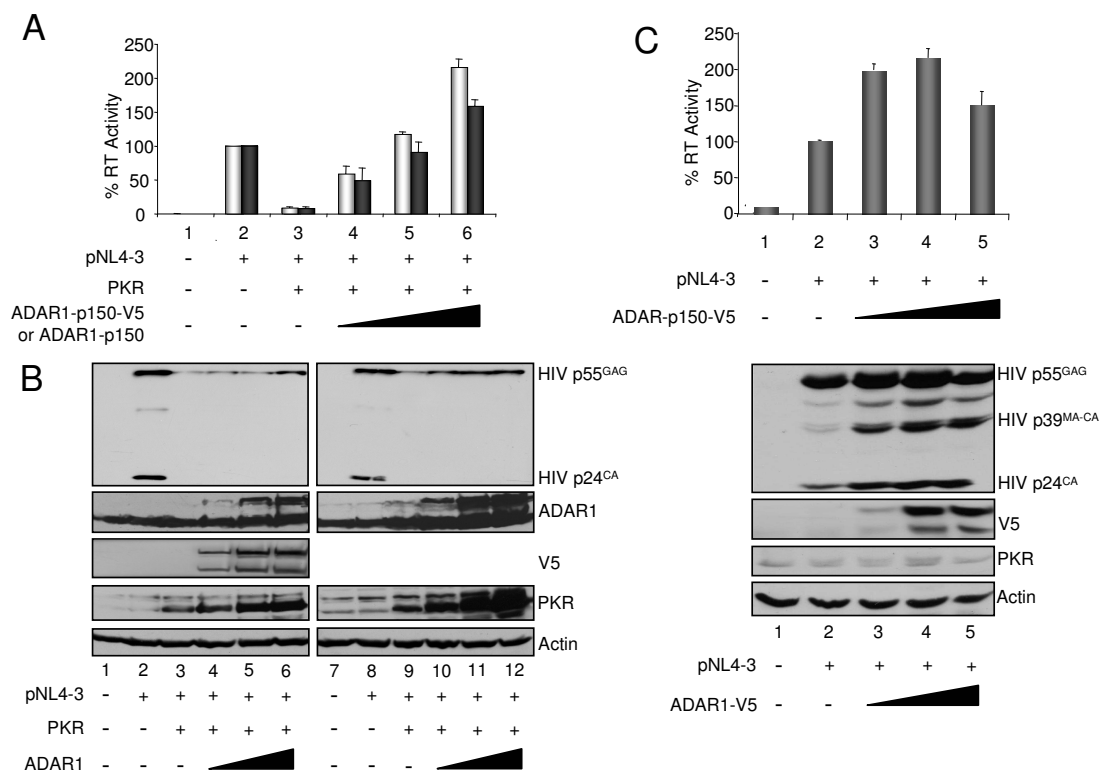 A
250
200
150
100
50
0
% RT Activity
1 2 3 4 5 6
pNL4-3 - + + + + +
PKR - - + + + +
ADAR1-p150-V5
or ADAR1-p150 - - -
B
HIV p55GAG
HIV p24CA
ADAR1
V5
PKR
Actin
1 2 3 4 5 6 7 8 9 10 11 12
pNL4-3 - + + + + + - + + + + +
PKR - - + + + + - - + + + +
ADAR1 - - - - - -
C
250
200
150
100
50
0
% RT Activity
1 2 3 4 5
pNL4-3 - + + + +
ADAR-p150-V5 - -
HIV p55GAG
HIV p39MA-CA
HIV p24CA
V5
PKR
Actin
1 2 3 4 5
pNL4-3 - + + + +
ADAR1-V5 - -